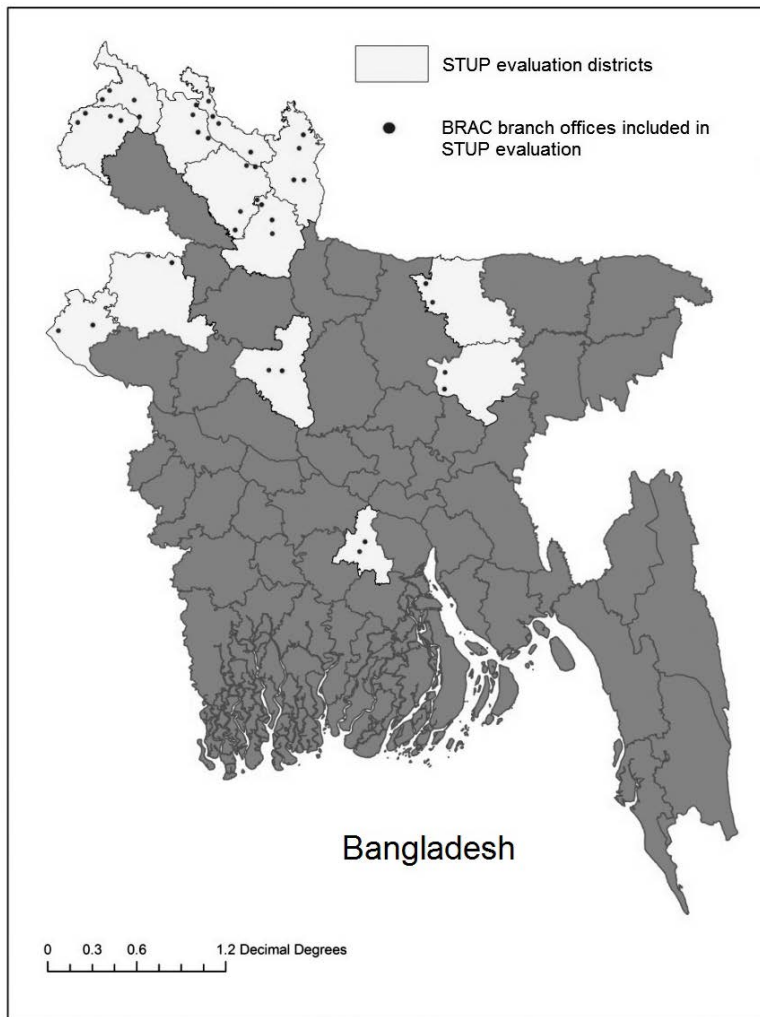 STUP evaluation districts
BRAC branch offices included in
STUP evaluation
Bangladesh
0 0.3 0.6 1.2 Decimal Degrees